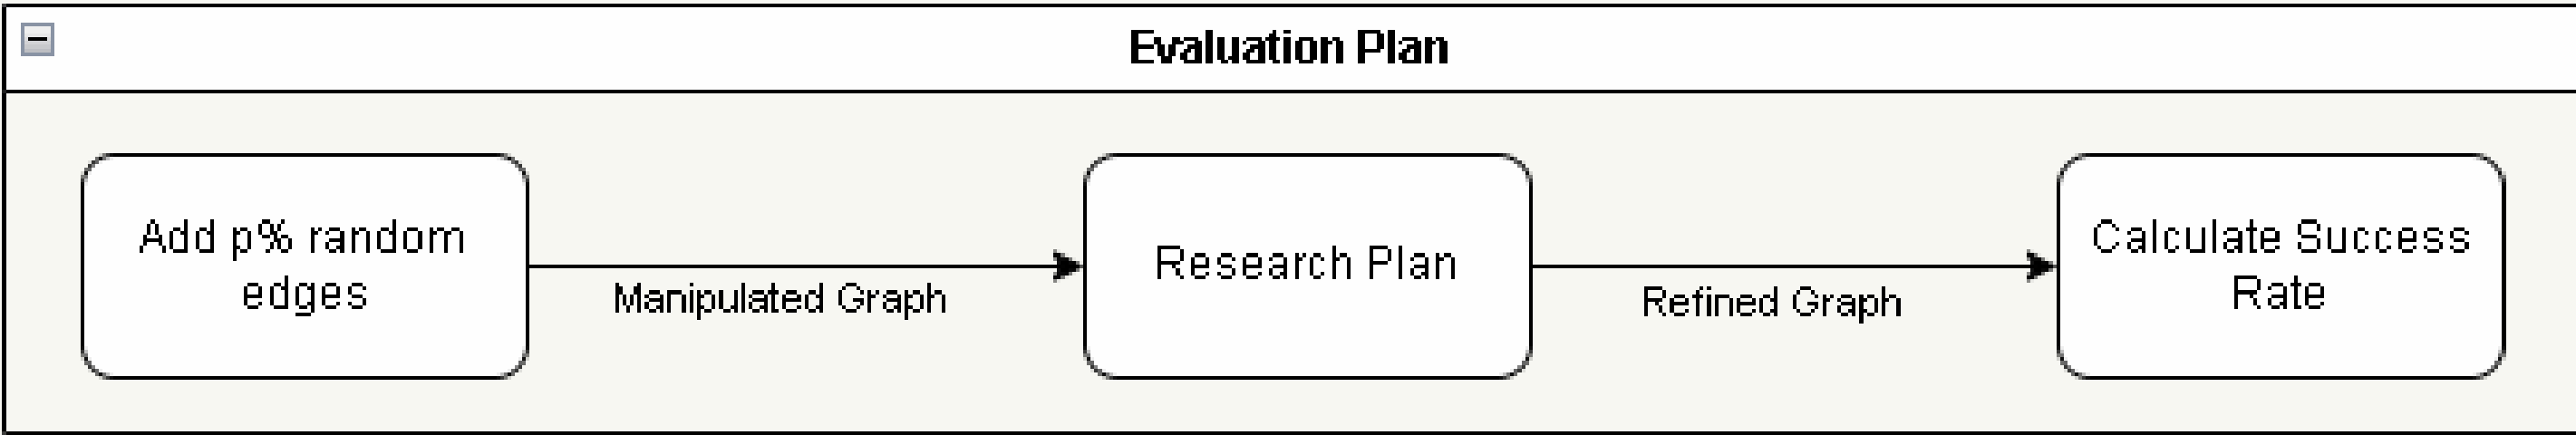 Evaluation Plan
Add p% random
edges
Manipulated Graph
Research Plan
Refined Graph
Calculate Success
Rate